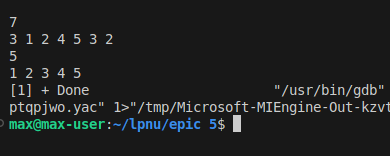 7
3 1 2 4 5 3 2
5
1 2 3 4 5
[1] + Done "/usr/bin/gdb"
ptqpjwo.yac" 1>"/tmp/Microsoft-MIEngine-Out-kzvt
max@max-user:~/lpnu/epic 5$